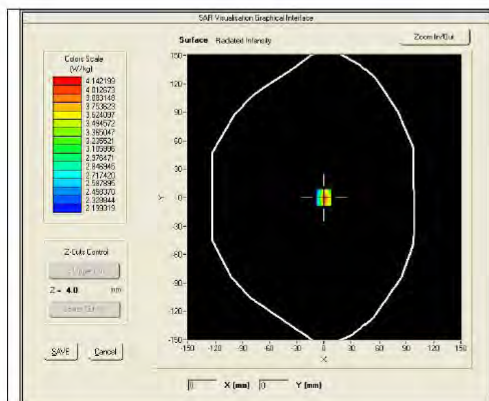 SAR Visualisation Graphical Interface
Surface Radiated Intensity
Zoom In/Out
Colors Scale
(W/kg)
4.142199
4.012673
3.883148
3.753623
3.624097
3.494572
3.365047
3.235521
3.105996
2.976471
2.846945
2.717420
2.587895
2.458370
2.328844
2.199319
Z-Cuts Control
Z = 4.0 mm
SAVE
Cancel
150
120
90
60
30
Y
-0
-30
-60
-90
-120
-150
-150 -120 -90 -60 -30 0 30 60 90 120 150
X
0 X (mm) 0 Y (mm)